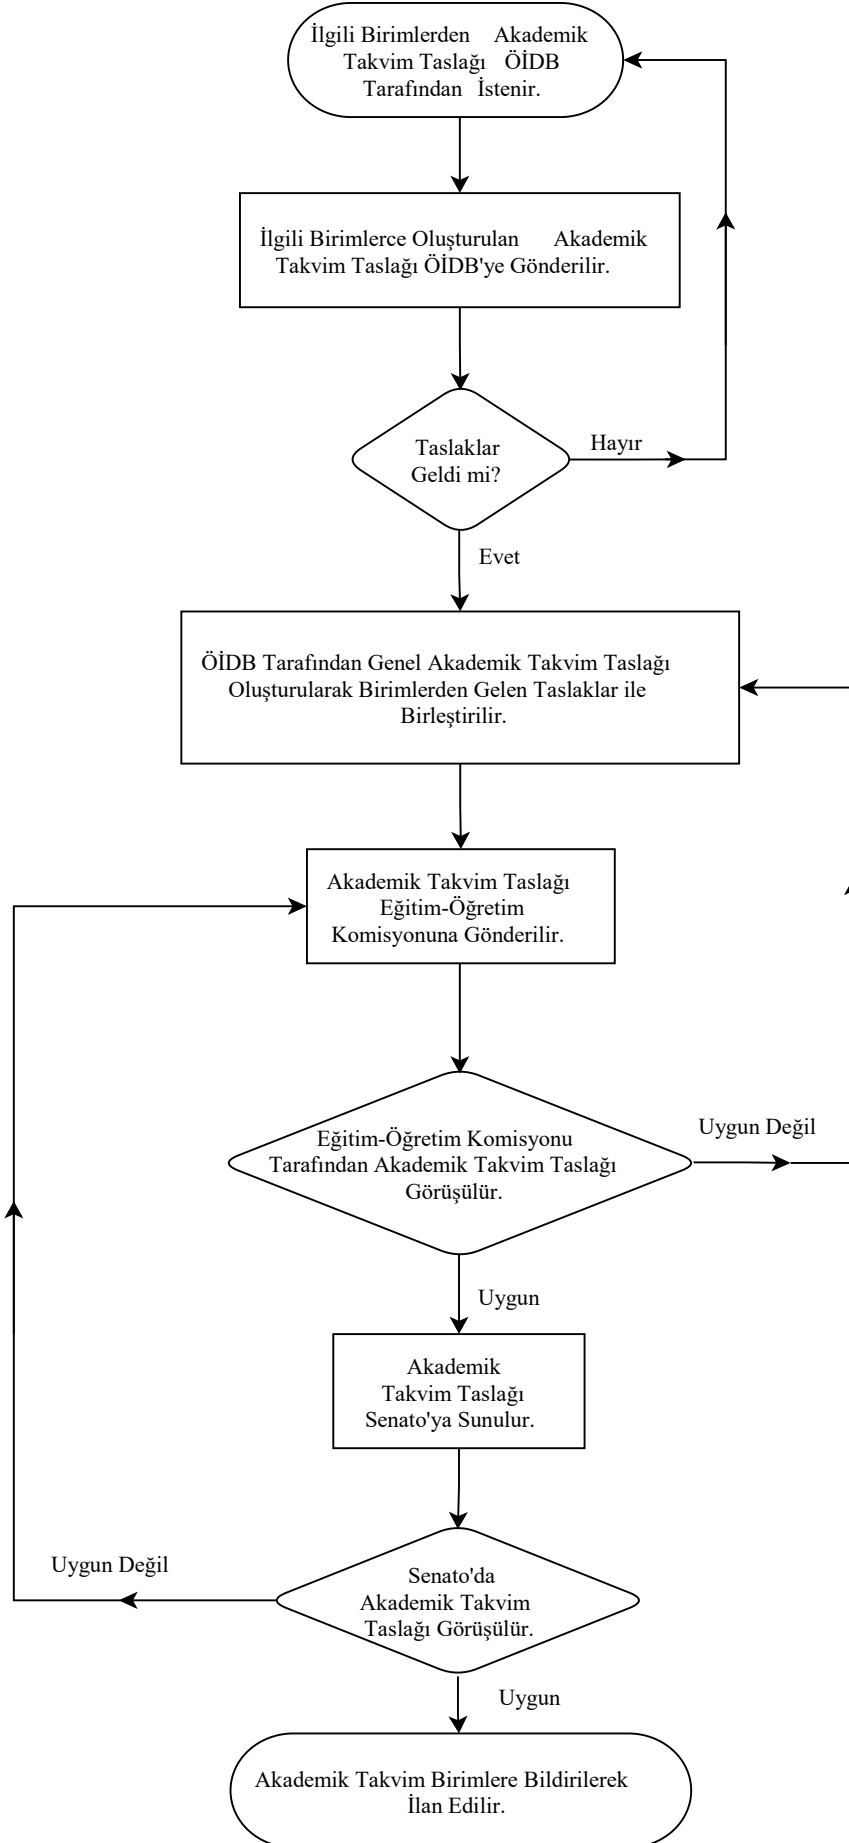 İlgili Birimlerden Akademik
Takvim Taslağı ÖİDB
Tarafından İstenir.
İlgili Birimlerce Oluşturulan Akademik
Takvim Taslağı ÖİDB'ye Gönderilir.
Taslaklar
Geldi mi?
Hayır
Evet
ÖİDB Tarafından Genel Akademik Takvim Taslağı
Oluşturularak Birimlerden Gelen Taslaklar ile
Birleştirilir.
Akademik Takvim Taslağı
Eğitim-Öğretim
Komisyonuna Gönderilir.
Eğitim-Öğretim Komisyonu
Tarafından Akademik Takvim Taslağı
Görüşülür.
Uygun Değil
Uygun
Akademik
Takvim Taslağı
Senato'ya Sunulur.
Senato'da
Akademik Takvim
Taslağı Görüşülür.
Uygun Değil
Uygun
Akademik Takvim Birimlere Bildirilerek
İlan Edilir.